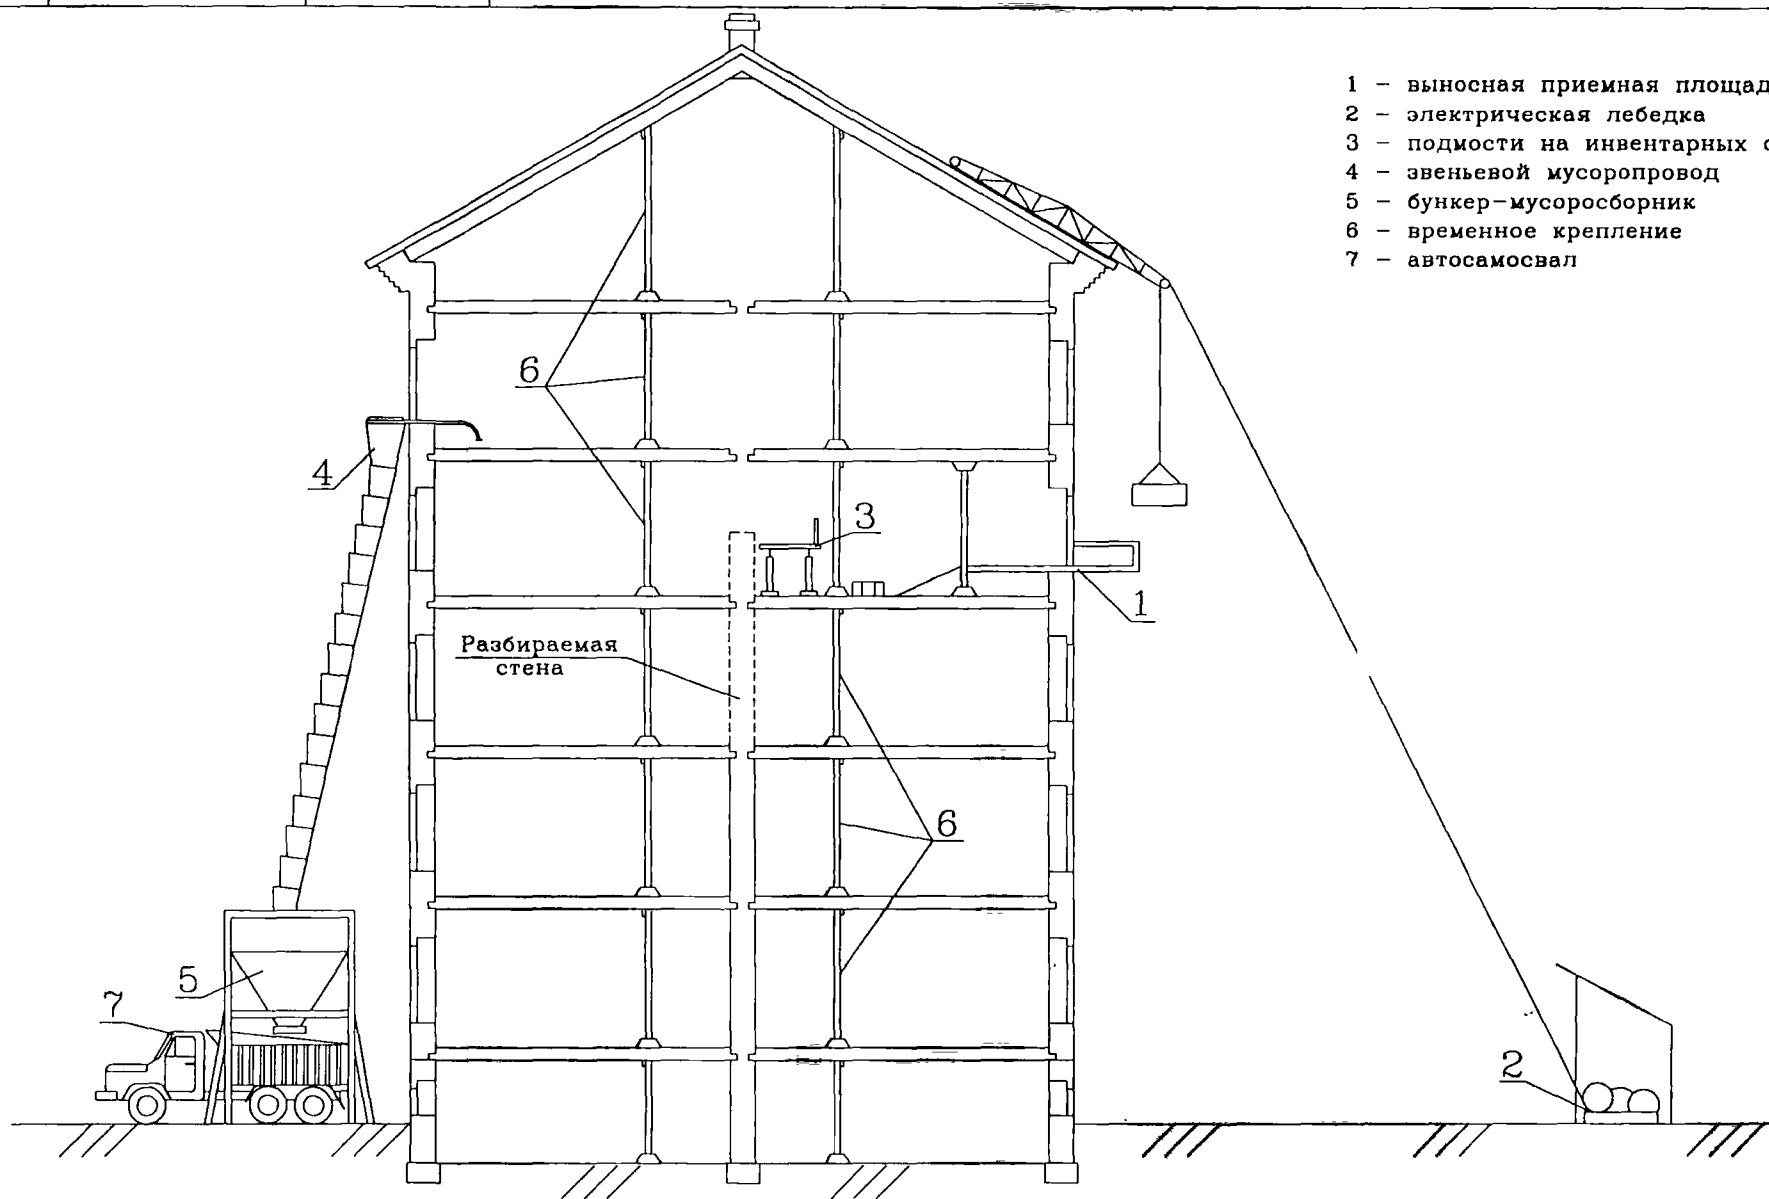 1 – выносная приемная площад
2 – электрическая лебедка
3 – подмости на инвентарных с
4 – звеньевой мусоропровод
5 – бункер–мусоросборник
6 – временное крепление
7 – автосамосвал
6
4
3
1
Разбираемая
стена
6
5
7
2